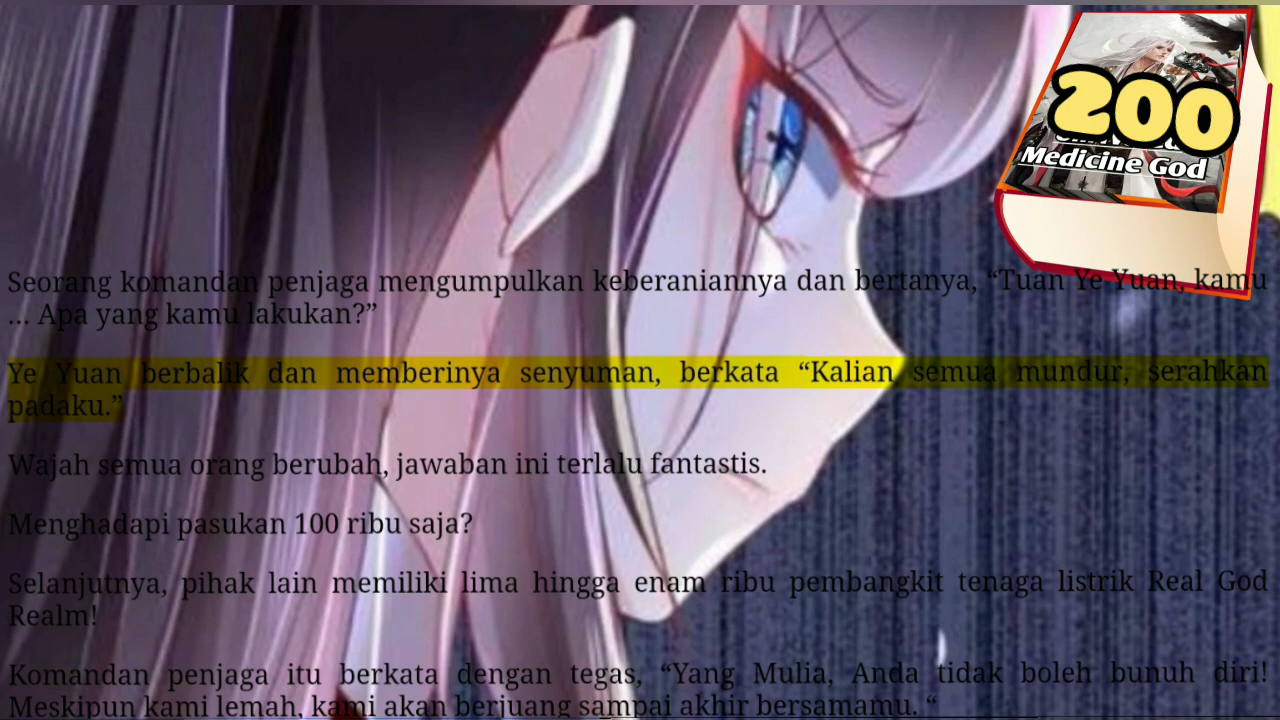 200
Medicine God
Seorang komandan penjaga mengumpulkan keberaniannya dan bertanya, “Tuan Ye Yuan, kamu
… Apa yang kamu lakukan?”
Ye Yuan berbalik dan memberinya senyuman, berkata “Kalian semua mundur, serahkan
padaku.”
Wajah semua orang berubah, jawaban ini terlalu fantastis.
Menghadapi pasukan 100 ribu saja?
Selanjutnya, pihak lain memiliki lima hingga enam ribu pembangkit tenaga listrik Real God
Realm!
Komandan penjaga itu berkata dengan tegas, “Yang Mulia, Anda tidak boleh bunuh diri!
Meskipun kami lemah, kami akan berjuang sampai akhir bersamamu. “